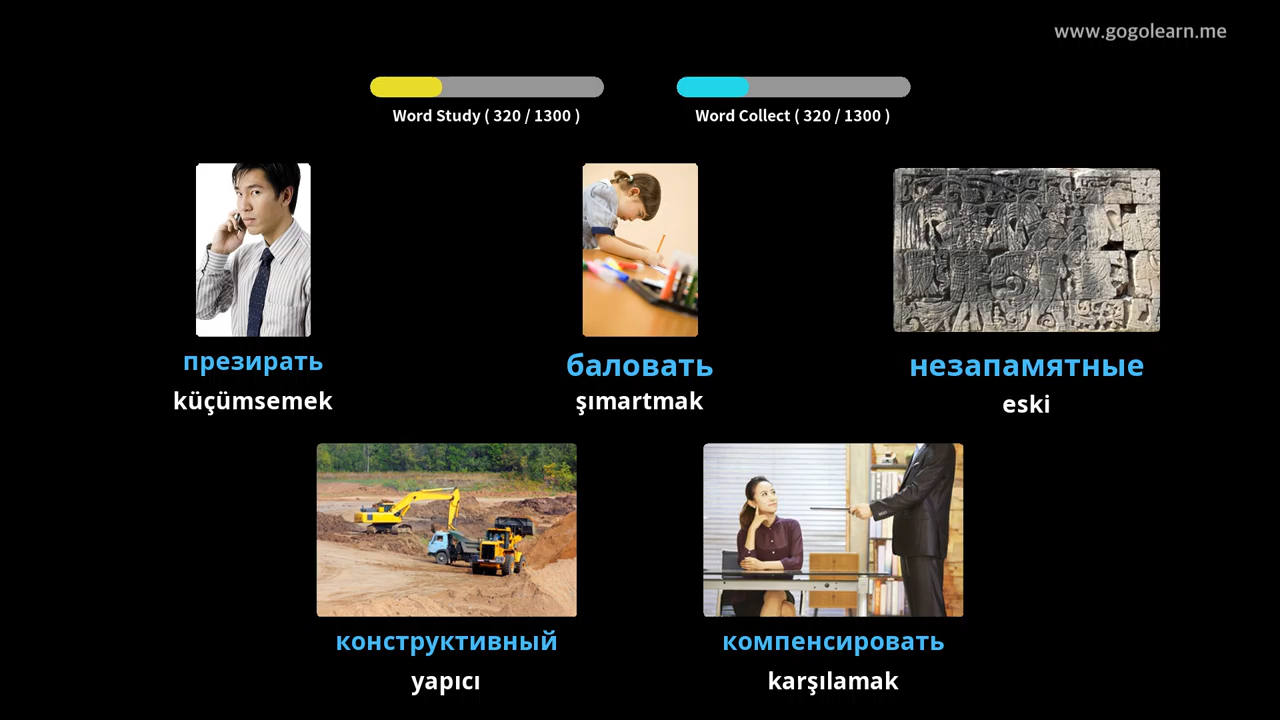 www.gogolearn.me
Word Study ( 320 / 1300 )
Word Collect ( 320 / 1300 )
презирать
küçümsemek
баловать
şımartmak
незапамятные
eski
конструктивный
yapıcı
компенсировать
karşılamak